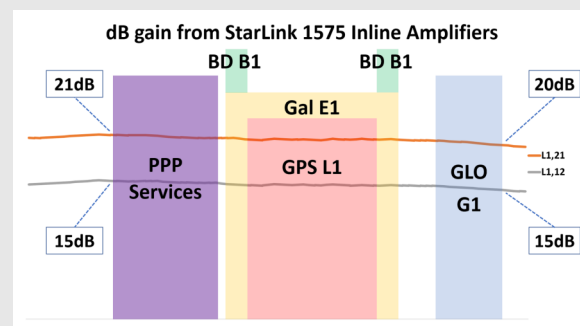 dB gain from StarLink 1575 Inline Amplifiers
BD B1
BD B1
21dB
20dB
Gal E1
PPP
Services
GPS L1
GLO
G1
L1,21
L1,12
15dB
15dB